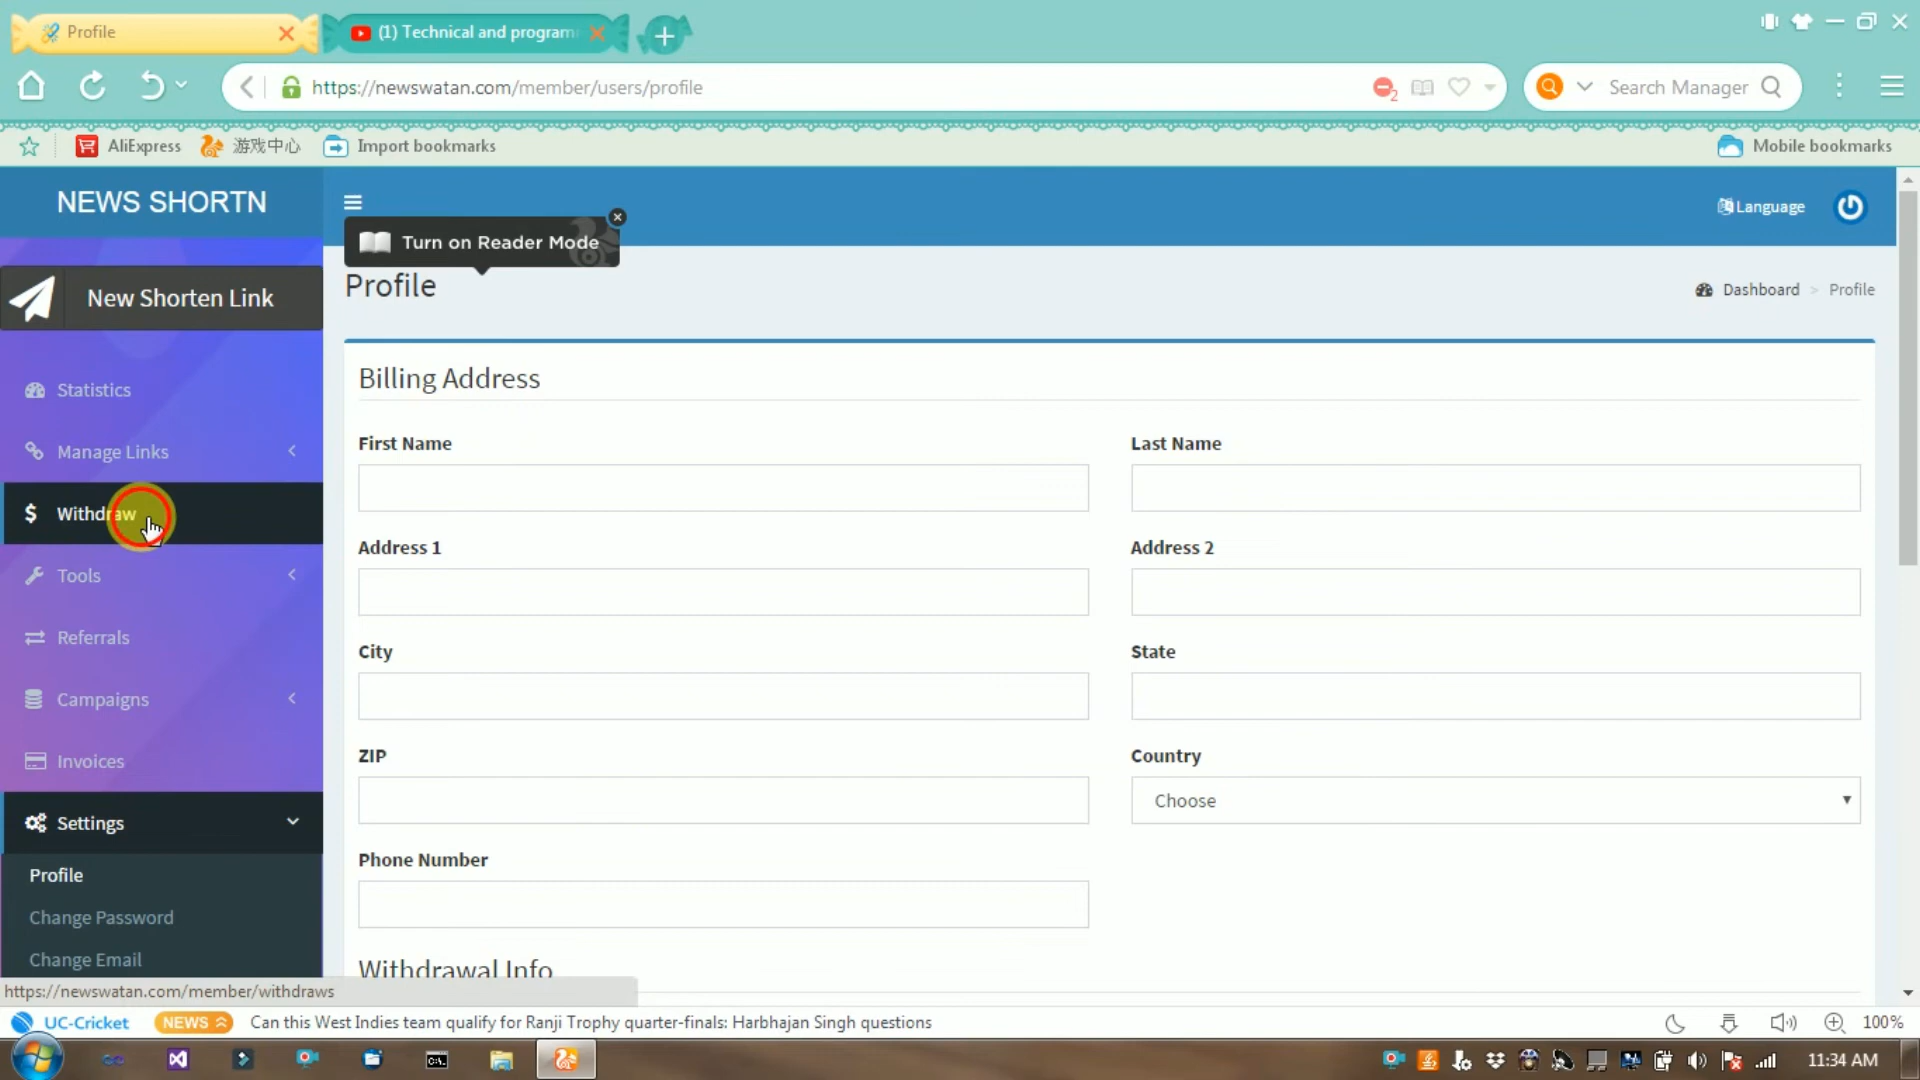 Profile
(1) Technical and program
https://newswatan.com/member/users/profile
2
Search Manager
AliExpress
游戏中心
Import bookmarks
Mobile bookmarks
NEWS SHORTN
Language
Turn on Reader Mode
New Shorten Link
Profile
Dashboard > Profile
Statistics
Manage Links
Withdraw
Tools
Referrals
Campaigns
Invoices
Settings
Profile
Change Password
Change Email
Billing Address
First Name
Last Name
Address 1
Address 2
City
State
ZIP
Country
Choose
Phone Number
Withdrawal Info
https://newswatan.com/member/withdraws
UC-Cricket
NEWS
Can this West Indies team qualify for Ranji Trophy quarter-finals: Harbhajan Singh questions
100%
11:34 AM